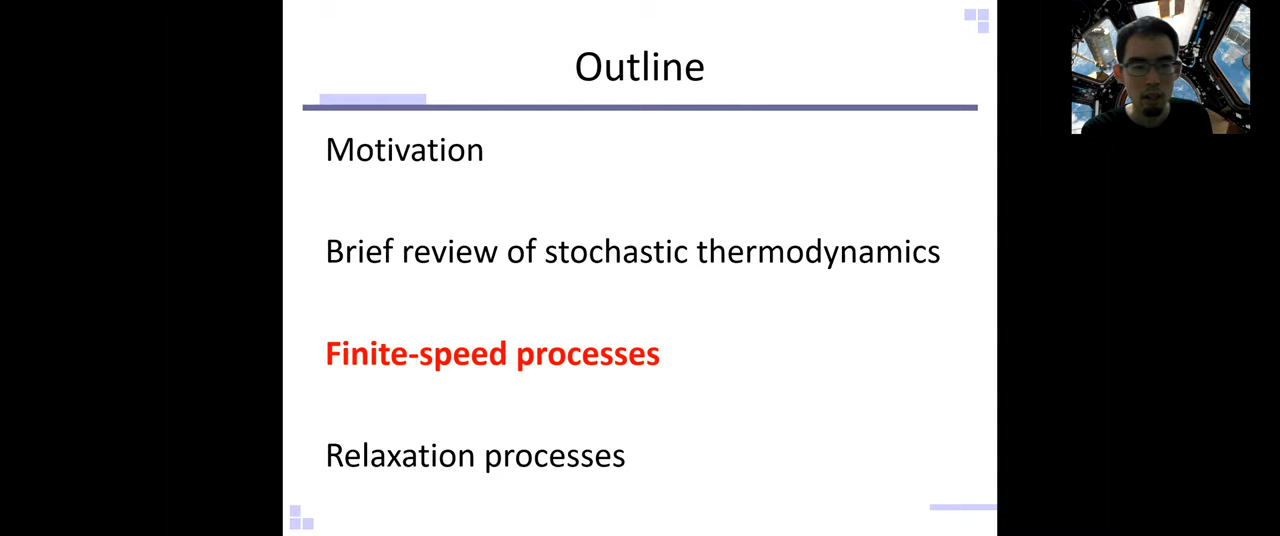 Outline
Motivation
Brief review of stochastic thermodynamics
Finite-speed processes
Relaxation processes